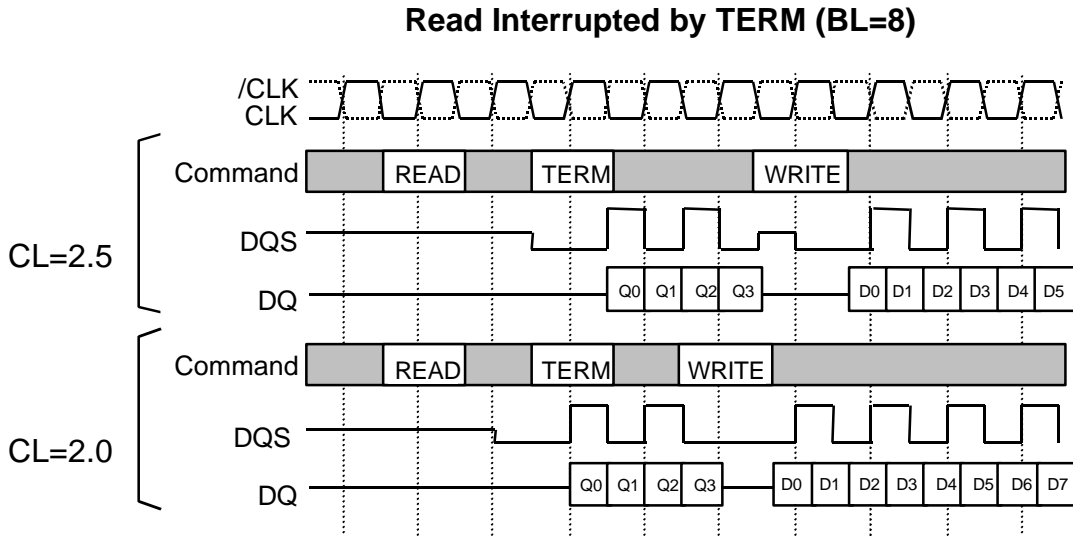 Read Interrupted by TERM (BL=8)
/CLK
CLK
Command READ TERM WRITE
DQS
CL=2.5
DQ Q0 Q1 Q2 Q3 D0 D1 D2 D3 D4 D5
Command READ TERM WRITE
DQS
CL=2.0
DQ Q0 Q1 Q2 Q3 D0 D1 D2 D3 D4 D5 D6 D7